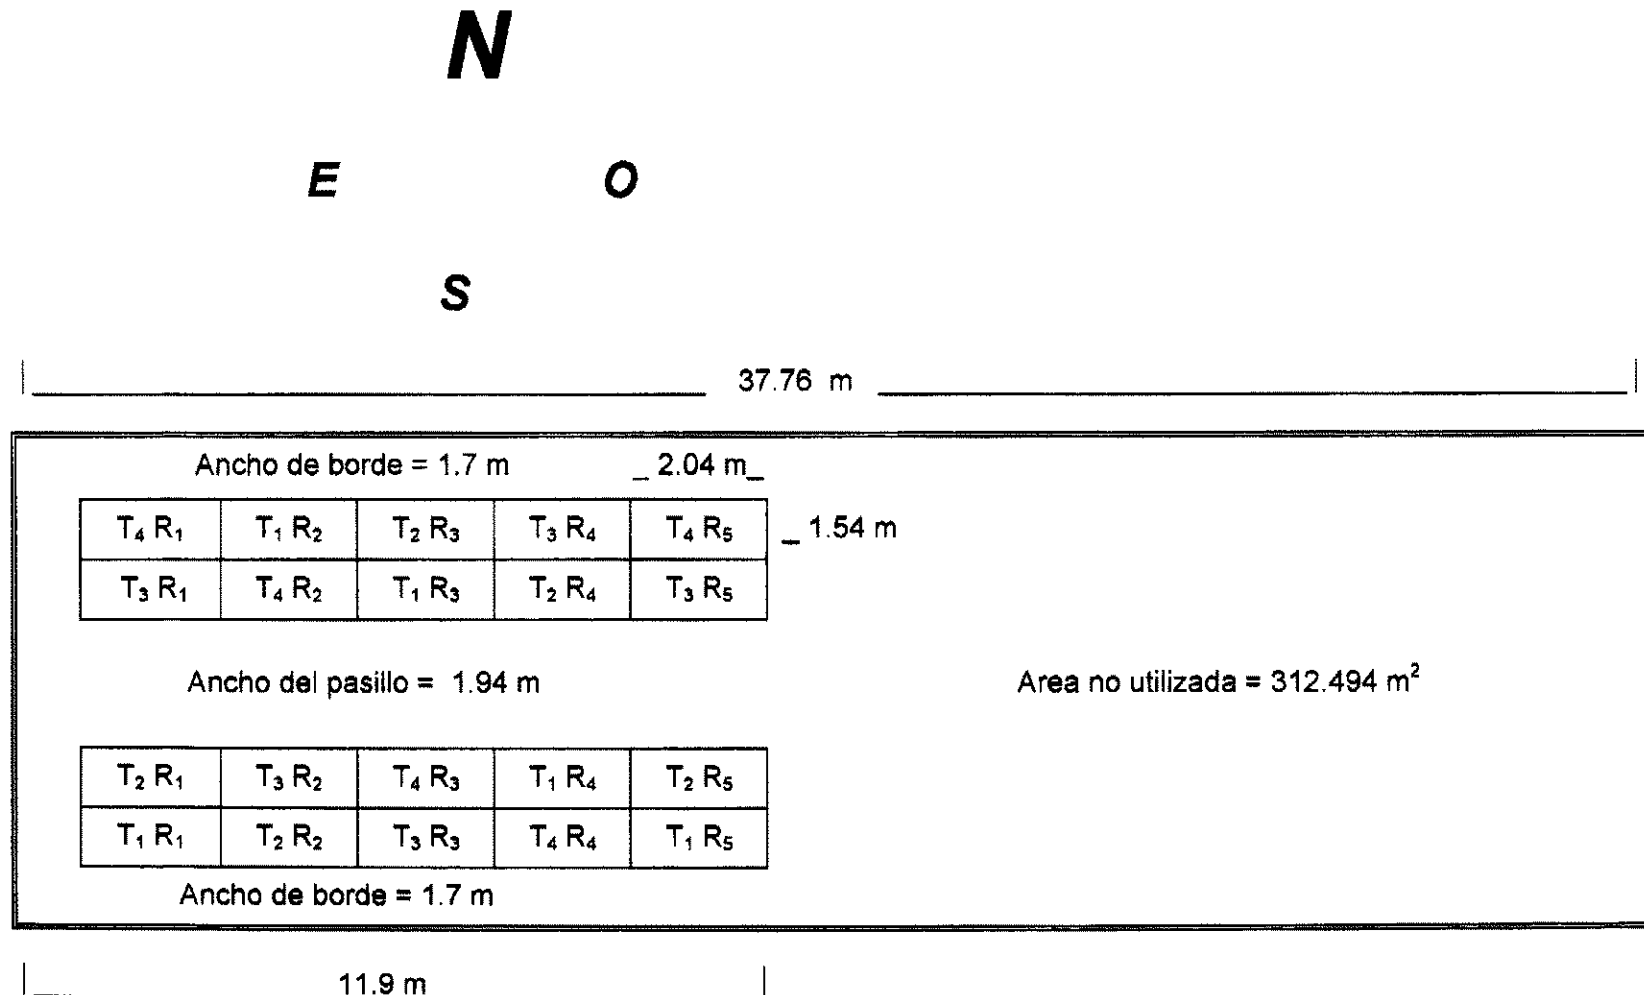 N
E O
S
37.76 m
Ancho de borde = 1.7 m _ 2.04 m_
T₄ R₁ T₁ R₂ T₂ R₃ T₃ R₄ T₄ R₅ _ 1.54 m
T₃ R₁ T₄ R₂ T₁ R₃ T₂ R₄ T₃ R₅
Ancho del pasillo = 1.94 m Area no utilizada = 312.494 m²
T₂ R₁ T₃ R₂ T₄ R₃ T₁ R₄ T₂ R₅
T₁ R₁ T₂ R₂ T₃ R₃ T₄ R₄ T₁ R₅
Ancho de borde = 1.7 m
11.9 m